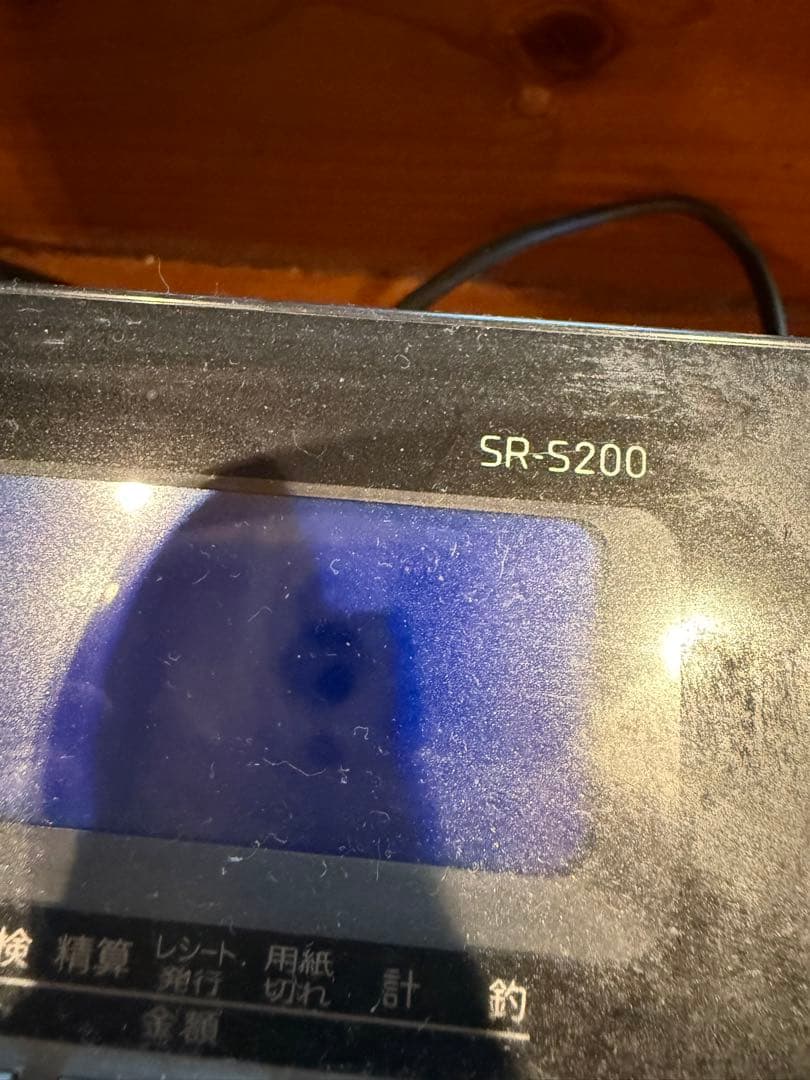 SR-S200
検 精算 レシート発行 用紙切れ 計 釣
金額